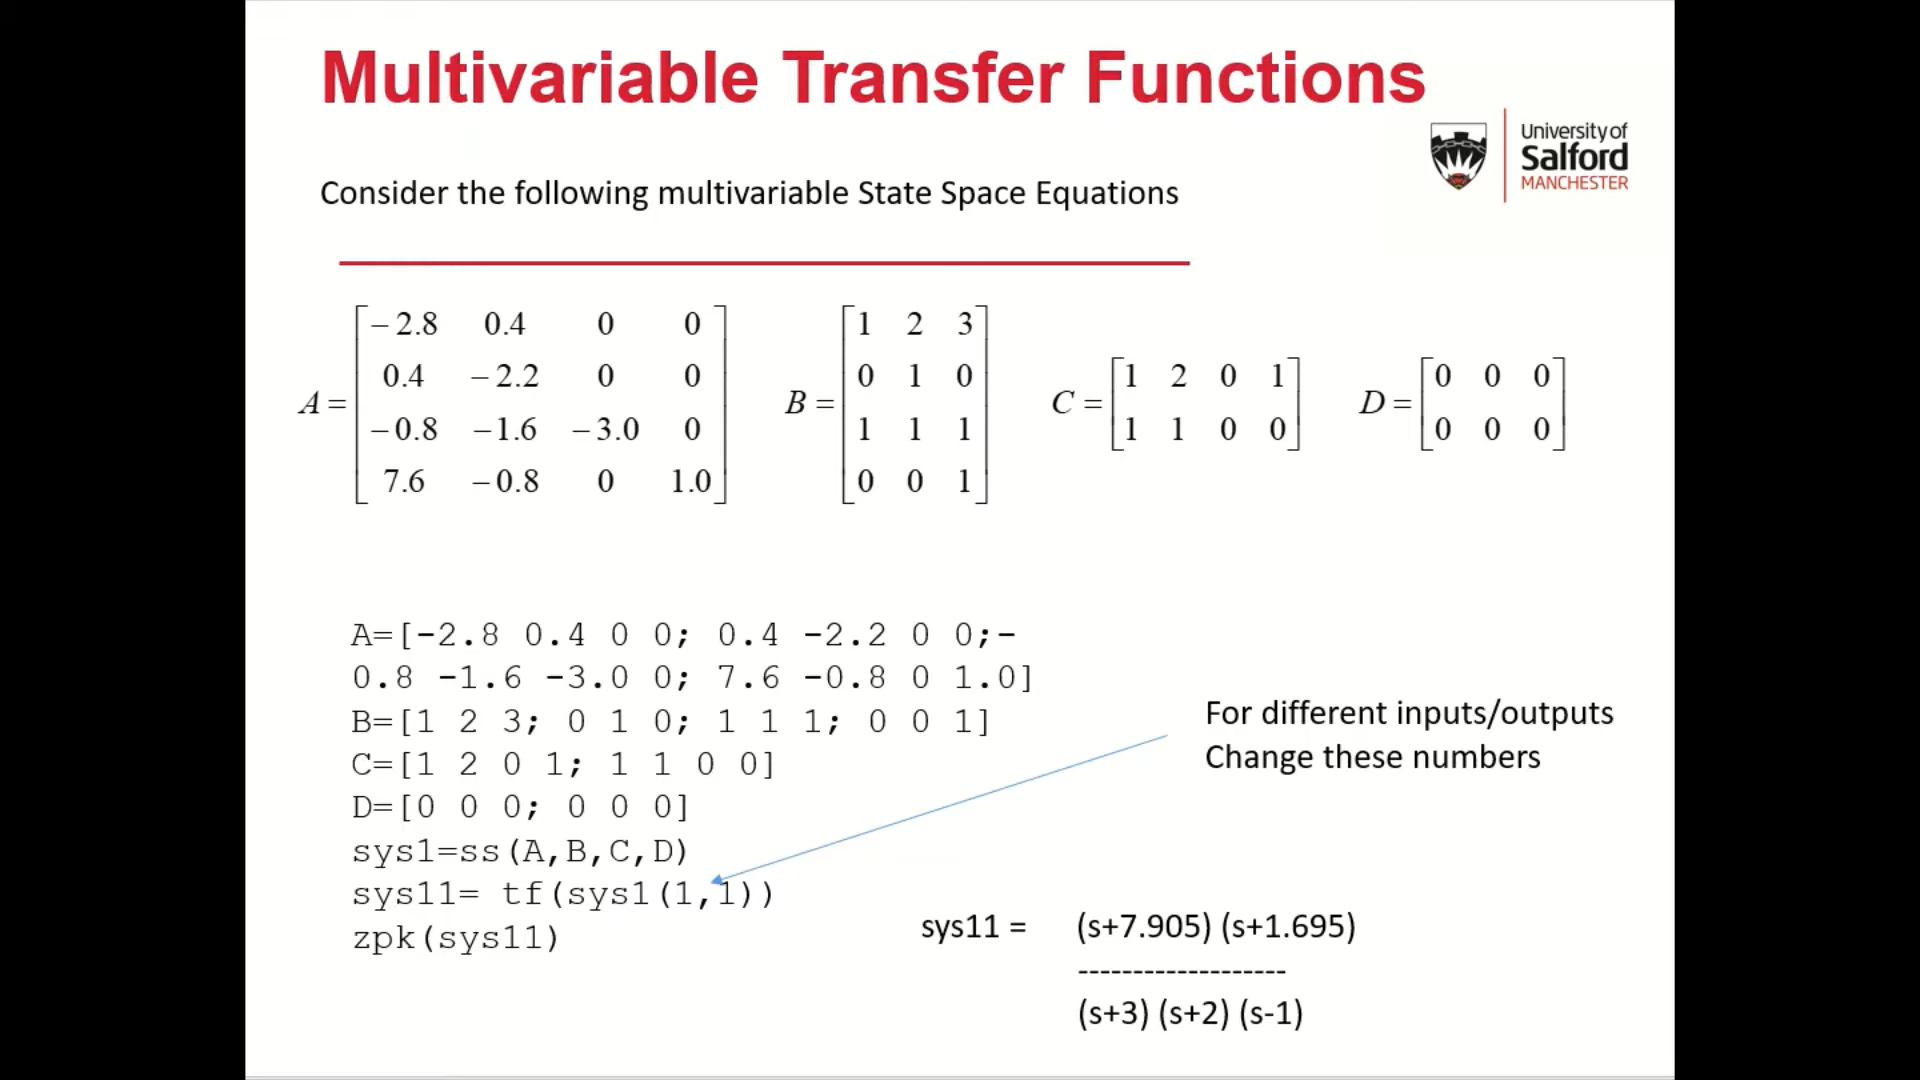 Multivariable Transfer Functions
University of
Salford
MANCHESTER
Consider the following multivariable State Space Equations
A = [−2.8 0.4 0 0
0.4 −2.2 0 0
−0.8 −1.6 −3.0 0
7.6 −0.8 0 1.0]
B = [1 2 3
0 1 0
1 1 1
0 0 1]
C = [1 2 0 1
1 1 0 0]
D = [0 0 0
0 0 0]
A=[-2.8 0.4 0 0; 0.4 -2.2 0 0;-
0.8 -1.6 -3.0 0; 7.6 -0.8 0 1.0]
B=[1 2 3; 0 1 0; 1 1 1; 0 0 1]
C=[1 2 0 1; 1 1 0 0]
D=[0 0 0; 0 0 0]
sys1=ss(A,B,C,D)
sys11= tf(sys1(1,1))
zpk(sys11)
For different inputs/outputs
Change these numbers
sys11 = (s+7.905) (s+1.695)
-------------------
(s+3) (s+2) (s-1)